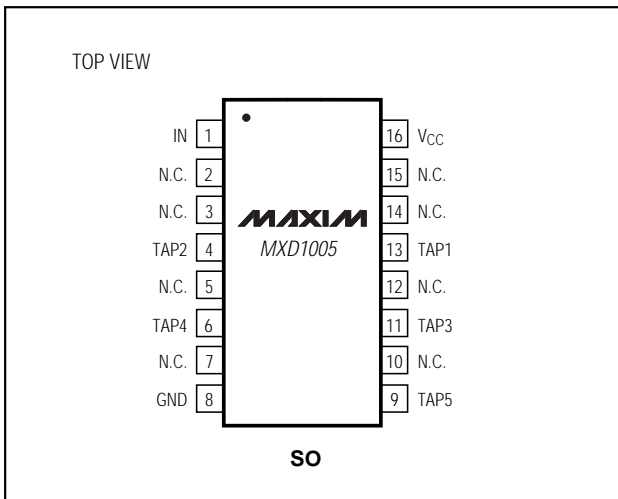 TOP VIEW
IN 1 16 VCC
N.C. 2 15 N.C.
N.C. 3 14 N.C.
MAXIM
TAP2 4 MXD1005 13 TAP1
N.C. 5 12 N.C.
TAP4 6 11 TAP3
N.C. 7 10 N.C.
GND 8 9 TAP5
SO